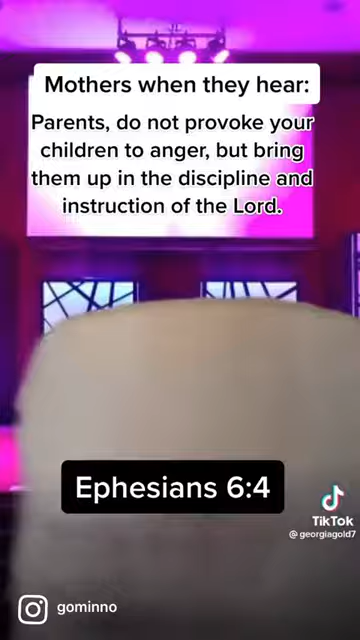 Mothers when they hear:
Parents, do not provoke your
children to anger, but bring
them up in the discipline and
instruction of the Lord.
Ephesians 6:4
TikTok
@georgiagold7
gominno